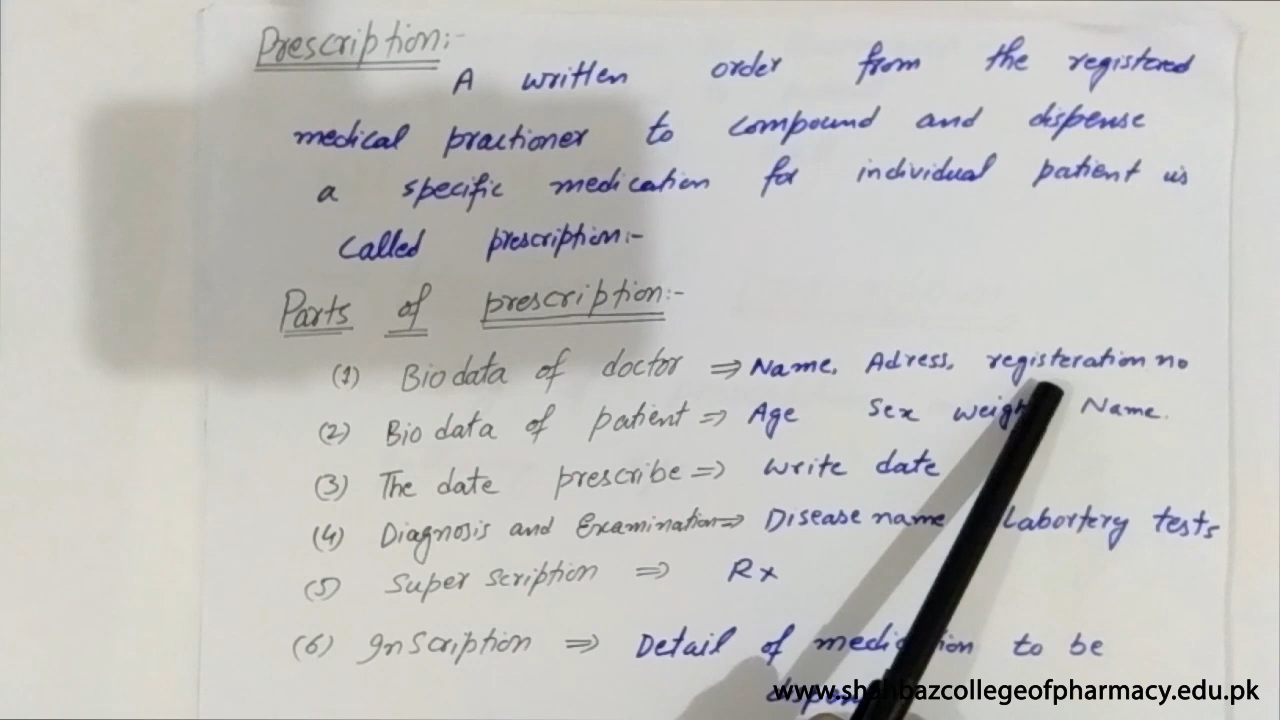 Prescription:-
A written order from the registered
medical practioner to compound and dispense
a specific medication for individual patient is
called prescription:-
Parts of prescription:-
(1) Bio data of doctor ⇒ Name, Adress, registeration no
(2) Bio data of patient ⇒ Age Sex Name.
(3) The date prescribe ⇒ write date
(4) Diagnosis and Examination ⇒ Disease name Labortery tests
(5) Super scription ⇒ Rx
(6) Inscription ⇒ Detail of to be
www.shahbazcollegeofpharmacy.edu.pk